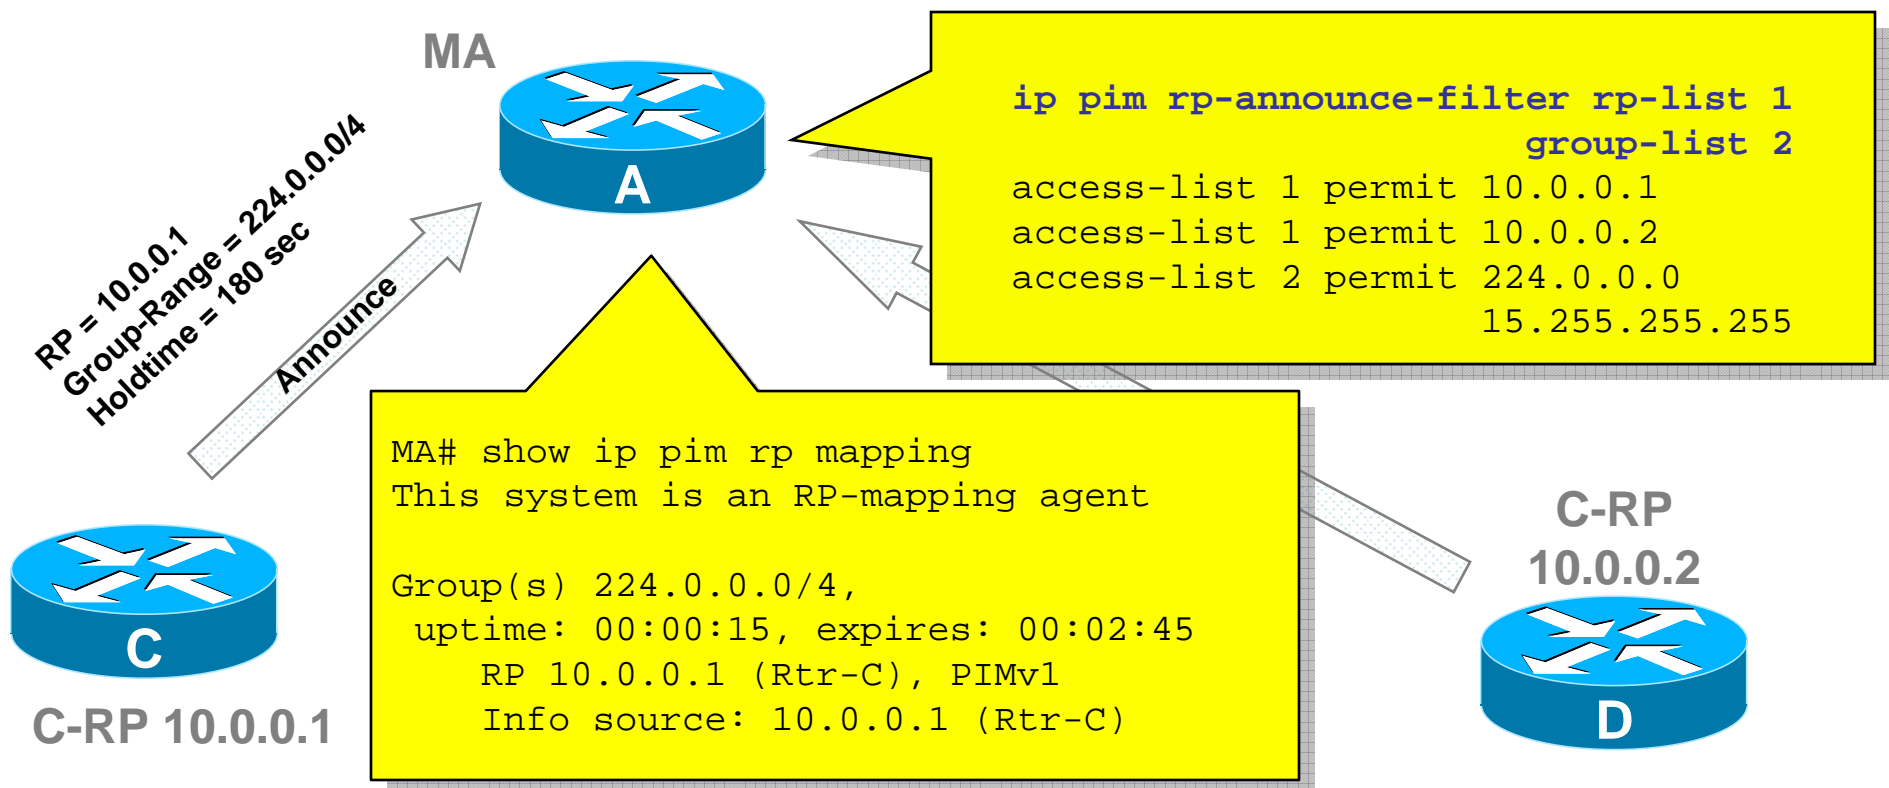 MA
A
ip pim rp-announce-filter rp-list 1
group-list 2
access-list 1 permit 10.0.0.1
access-list 1 permit 10.0.0.2
access-list 2 permit 224.0.0.0
15.255.255.255
RP = 10.0.0.1
Group-Range = 224.0.0.0/4
Holdtime = 180 sec
Announce
MA# show ip pim rp mapping
This system is an RP-mapping agent
Group(s) 224.0.0.0/4,
uptime: 00:00:15, expires: 00:02:45
RP 10.0.0.1 (Rtr-C), PIMv1
Info source: 10.0.0.1 (Rtr-C)
C
C-RP 10.0.0.1
C-RP
10.0.0.2
D